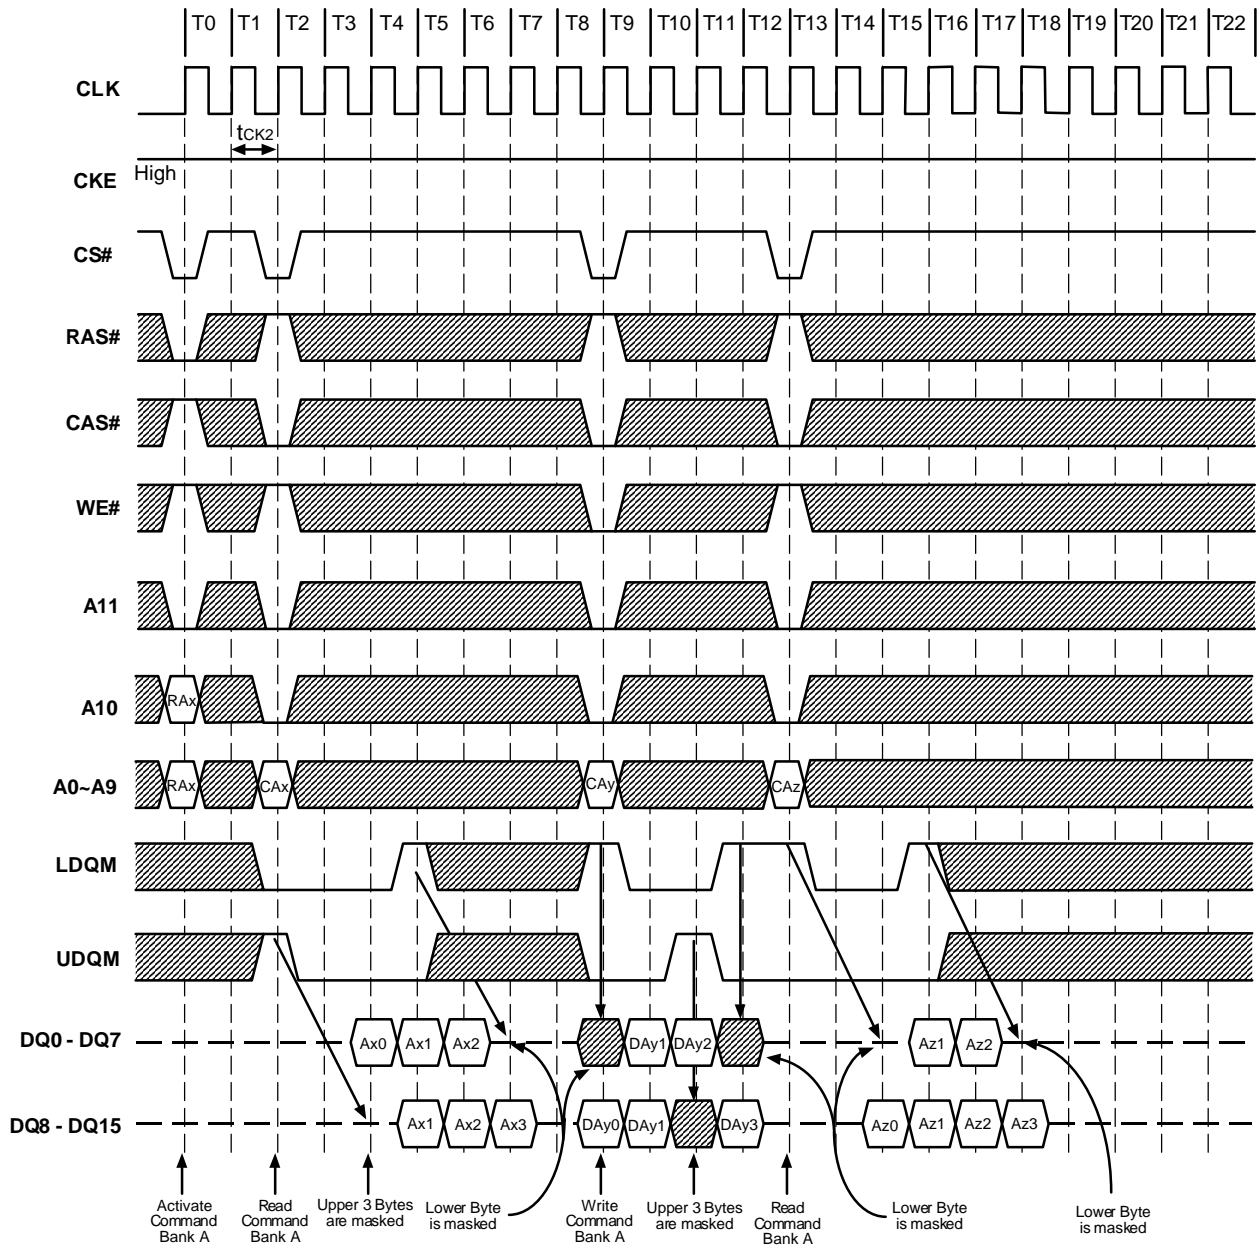 T0 T1 T2 T3 T4 T5 T6 T7 T8 T9 T10 T11 T12 T13 T14 T15 T16 T17 T18 T19 T20 T21 T22
CLK
tCK2
High
CKE
CS#
RAS#
CAS#
WE#
A11
A10 RAx
A0~A9 RAx CAx CAy CAz
LDQM
UDQM
DQ0 - DQ7 Ax0 Ax1 Ax2 DAy1 DAy2 Az1 Az2
DQ8 - DQ15 Ax1 Ax2 Ax3 DAy0 DAy1 DAy3 Az0 Az1 Az2 Az3
Activate
Command
Bank A
Read
Command
Bank A
Upper 3 Bytes
are masked
Lower Byte
is masked
Write
Command
Bank A
Upper 3 Bytes
are masked
Read
Command
Bank A
Lower Byte
is masked
Lower Byte
is masked